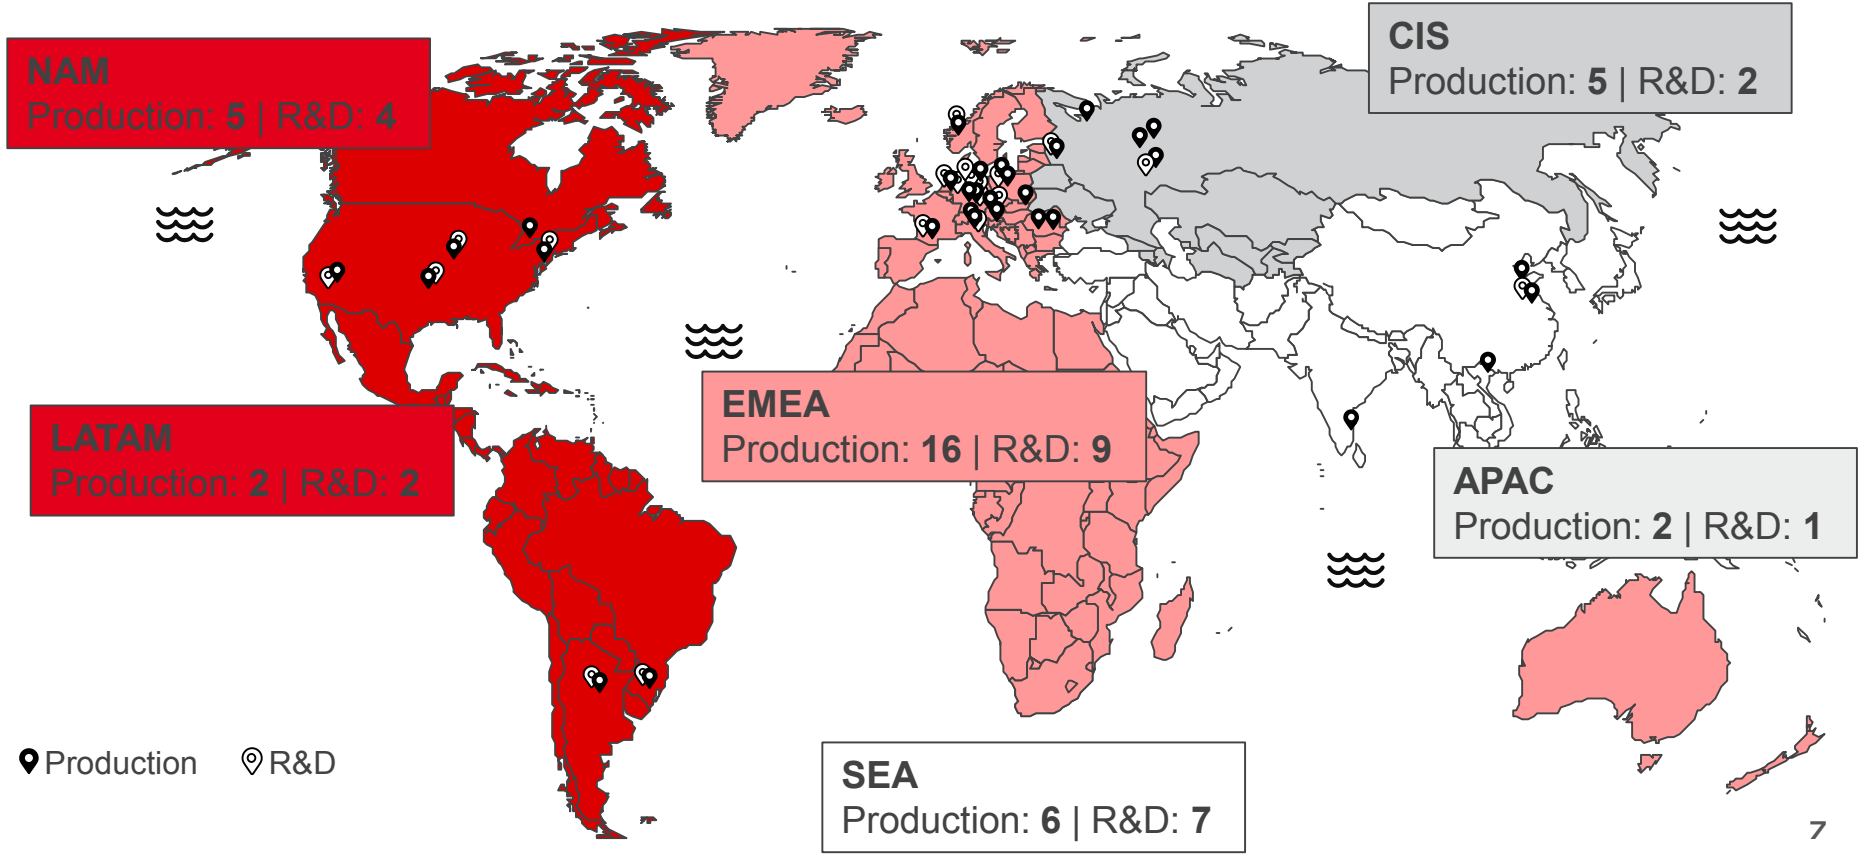 NAM
Production: 5 | R&D: 4
CIS
Production: 5 | R&D: 2
LATAM
Production: 2 | R&D: 2
EMEA
Production: 16 | R&D: 9
APAC
Production: 2 | R&D: 1
SEA
Production: 6 | R&D: 7
Production
R&D
7